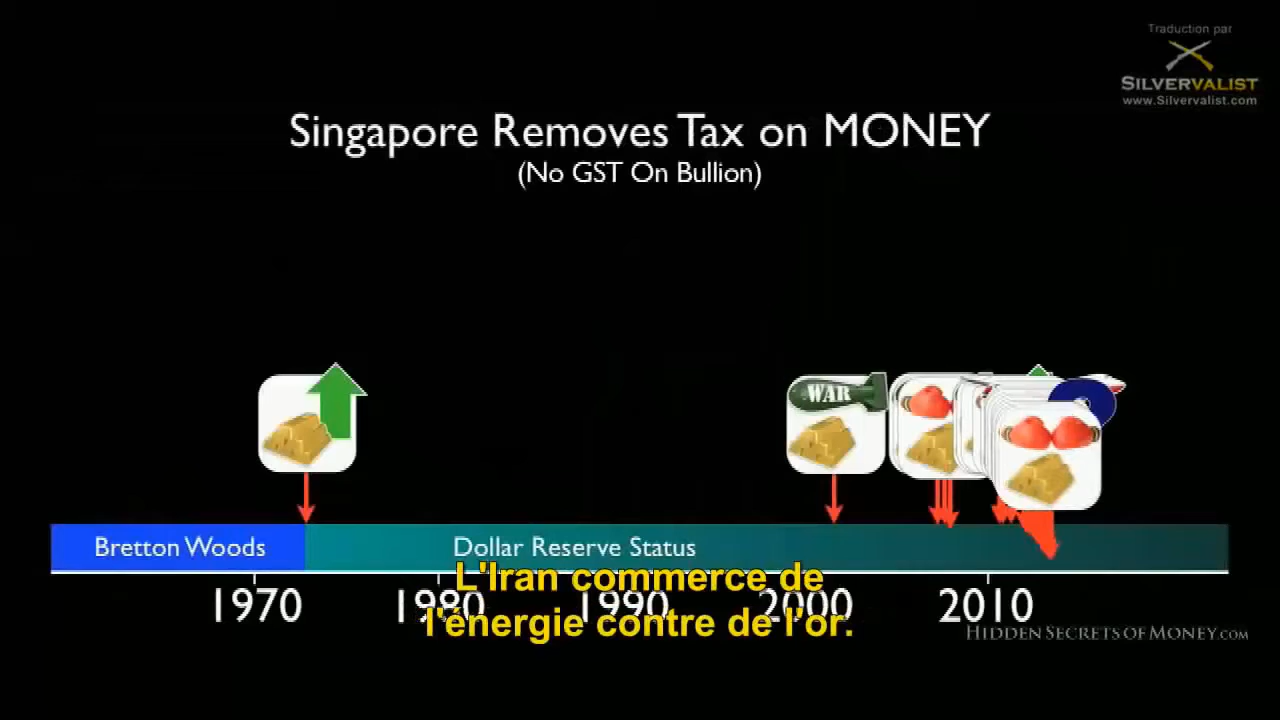 Traduction par
SILVERVALIST
www.Silvervalist.com
Singapore Removes Tax on MONEY
(No GST On Bullion)
WAR
Bretton Woods
Dollar Reserve Status
L'Iran commerce de
1970 1980 1990 2000 2010
l'énergie contre de l'or.
HIDDEN SECRETS OF MONEY.COM